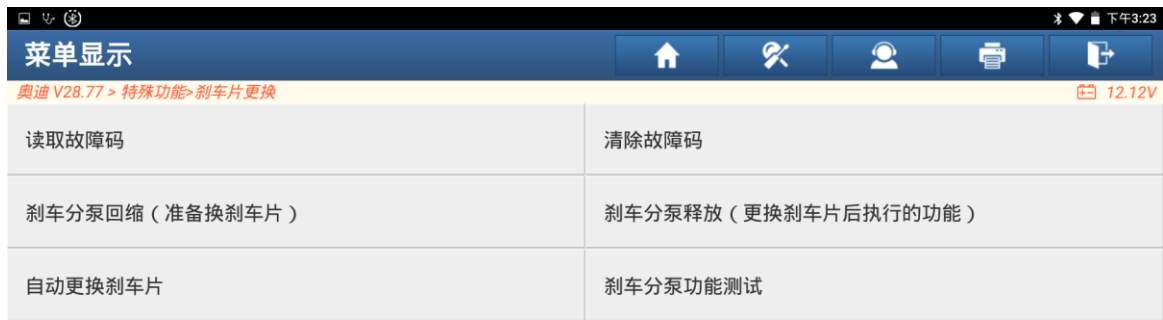 下午3:23
菜单显示
奥迪 V28.77 > 特殊功能>刹车片更换
12.12V
读取故障码
清除故障码
刹车分泵回缩（准备换刹车片）
刹车分泵释放（更换刹车片后执行的功能）
自动更换刹车片
刹车分泵功能测试